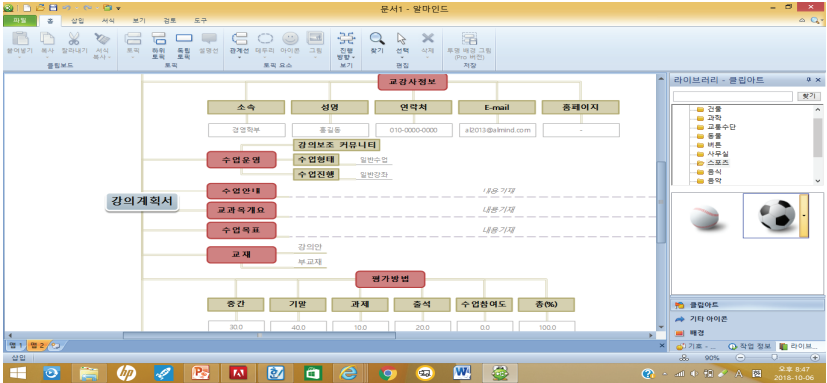 문서1 - 알마인드
파일 홈 삽입 서식 보기 검토 도구
붙여넣기 복사 잘라내기 서식 복사 토픽 하위 토픽 독립 토픽 설명선 관계선 테두리 아이콘 그림 진행 방향 찾기 선택 삭제 투명 배경 그림 (Pro 버전)
클립보드 토픽 토픽 요소 보기 편집 저장
교강사정보
소속 성명 연락처 E-mail 홈페이지
경영학부 홍길동 010-0000-0000 al2013@allmind.com -
강의보조 커뮤니티
수업운영 수업형태 일반수업
수업진행 일반강좌
강의계획서
수업안내 내용기재
교과목개요 내용기재
수업목표 내용기재
교재 강의안
부교재
평가방법
중간 기말 과제 출석 수업참여도 총(%)
30.0 40.0 10.0 20.0 0.0 100.0
라이브러리 - 클립아트
찾기
건물
과학
교통수단
동물
버튼
사무실
스포츠
음식
음악
클립아트
기타 아이콘
배경
맵 1 맵 2
기호 - ... 작업 정보 라이브...
삽입
90%
오후 8:47
2018-10-06